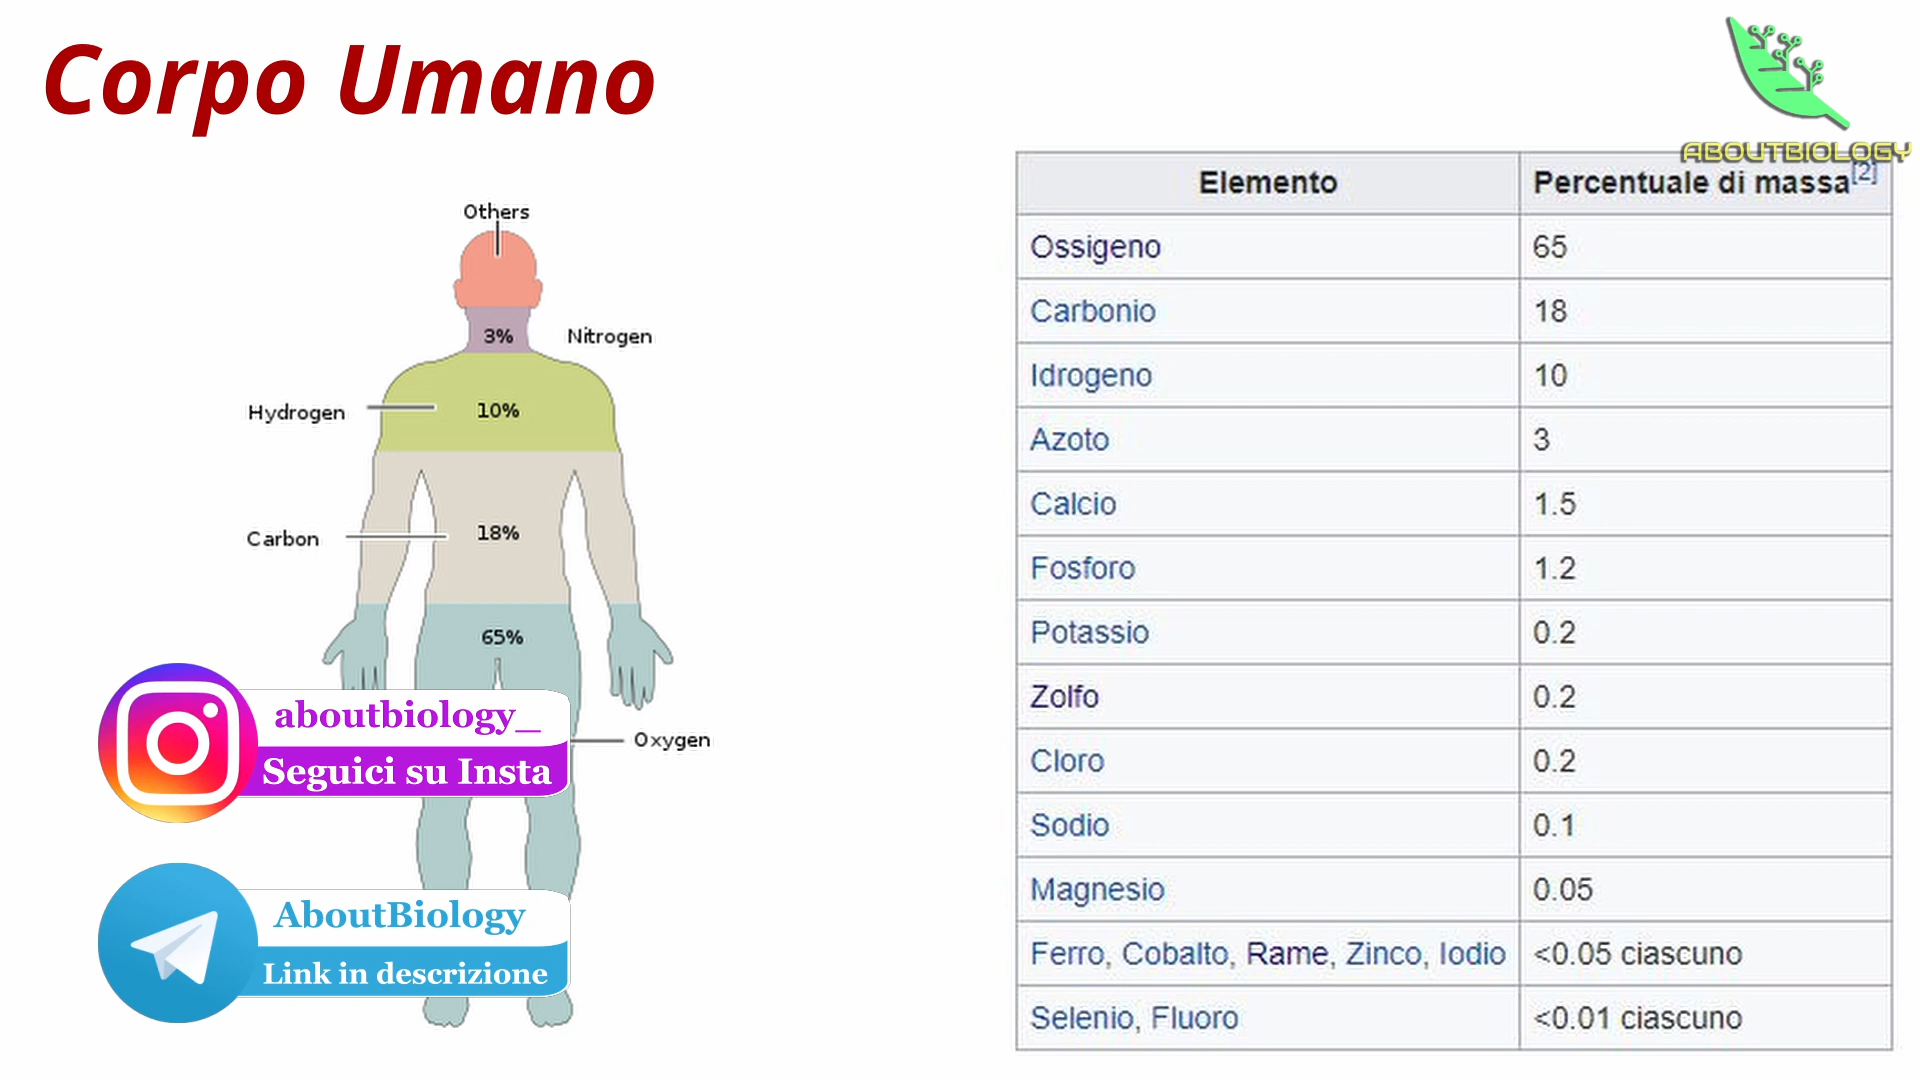 Corpo Umano
ABOUTBIOLOGY
Others
3%
Nitrogen
Hydrogen
10%
Carbon
18%
65%
Oxygen
aboutbiology_
Seguici su Insta
AboutBiology
Link in descrizione
Elemento Percentuale di massa[2]
Ossigeno 65
Carbonio 18
Idrogeno 10
Azoto 3
Calcio 1.5
Fosforo 1.2
Potassio 0.2
Zolfo 0.2
Cloro 0.2
Sodio 0.1
Magnesio 0.05
Ferro, Cobalto, Rame, Zinco, Iodio <0.05 ciascuno
Selenio, Fluoro <0.01 ciascuno